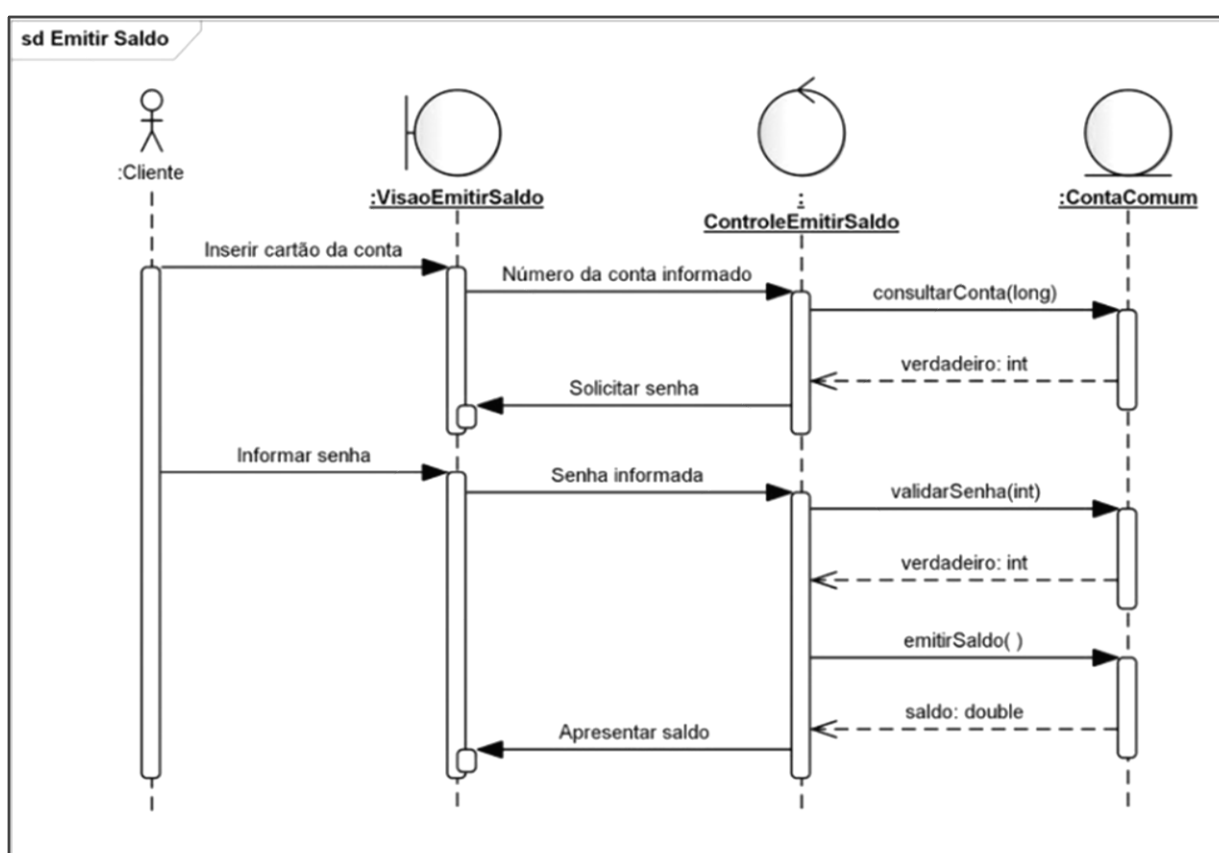 sd Emitir Saldo
:Cliente
:VisaoEmitirSaldo
:
ControleEmitirSaldo
:ContaComum
Inserir cartão da conta
Número da conta informado
consultarConta(long)
verdadeiro: int
Solicitar senha
Informar senha
Senha informada
validarSenha(int)
verdadeiro: int
emitirSaldo( )
saldo: double
Apresentar saldo